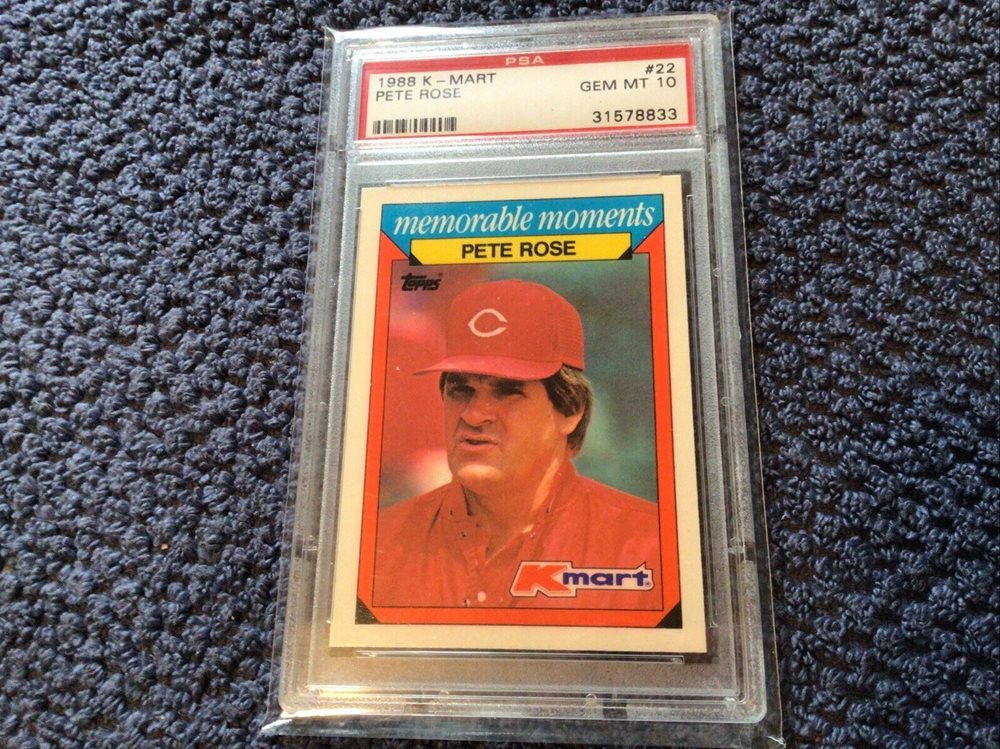 PSA
1988 K-MART #22
PETE ROSE GEM MT 10
31578833
memorable moments
PETE ROSE
topps®
C
Kmart®